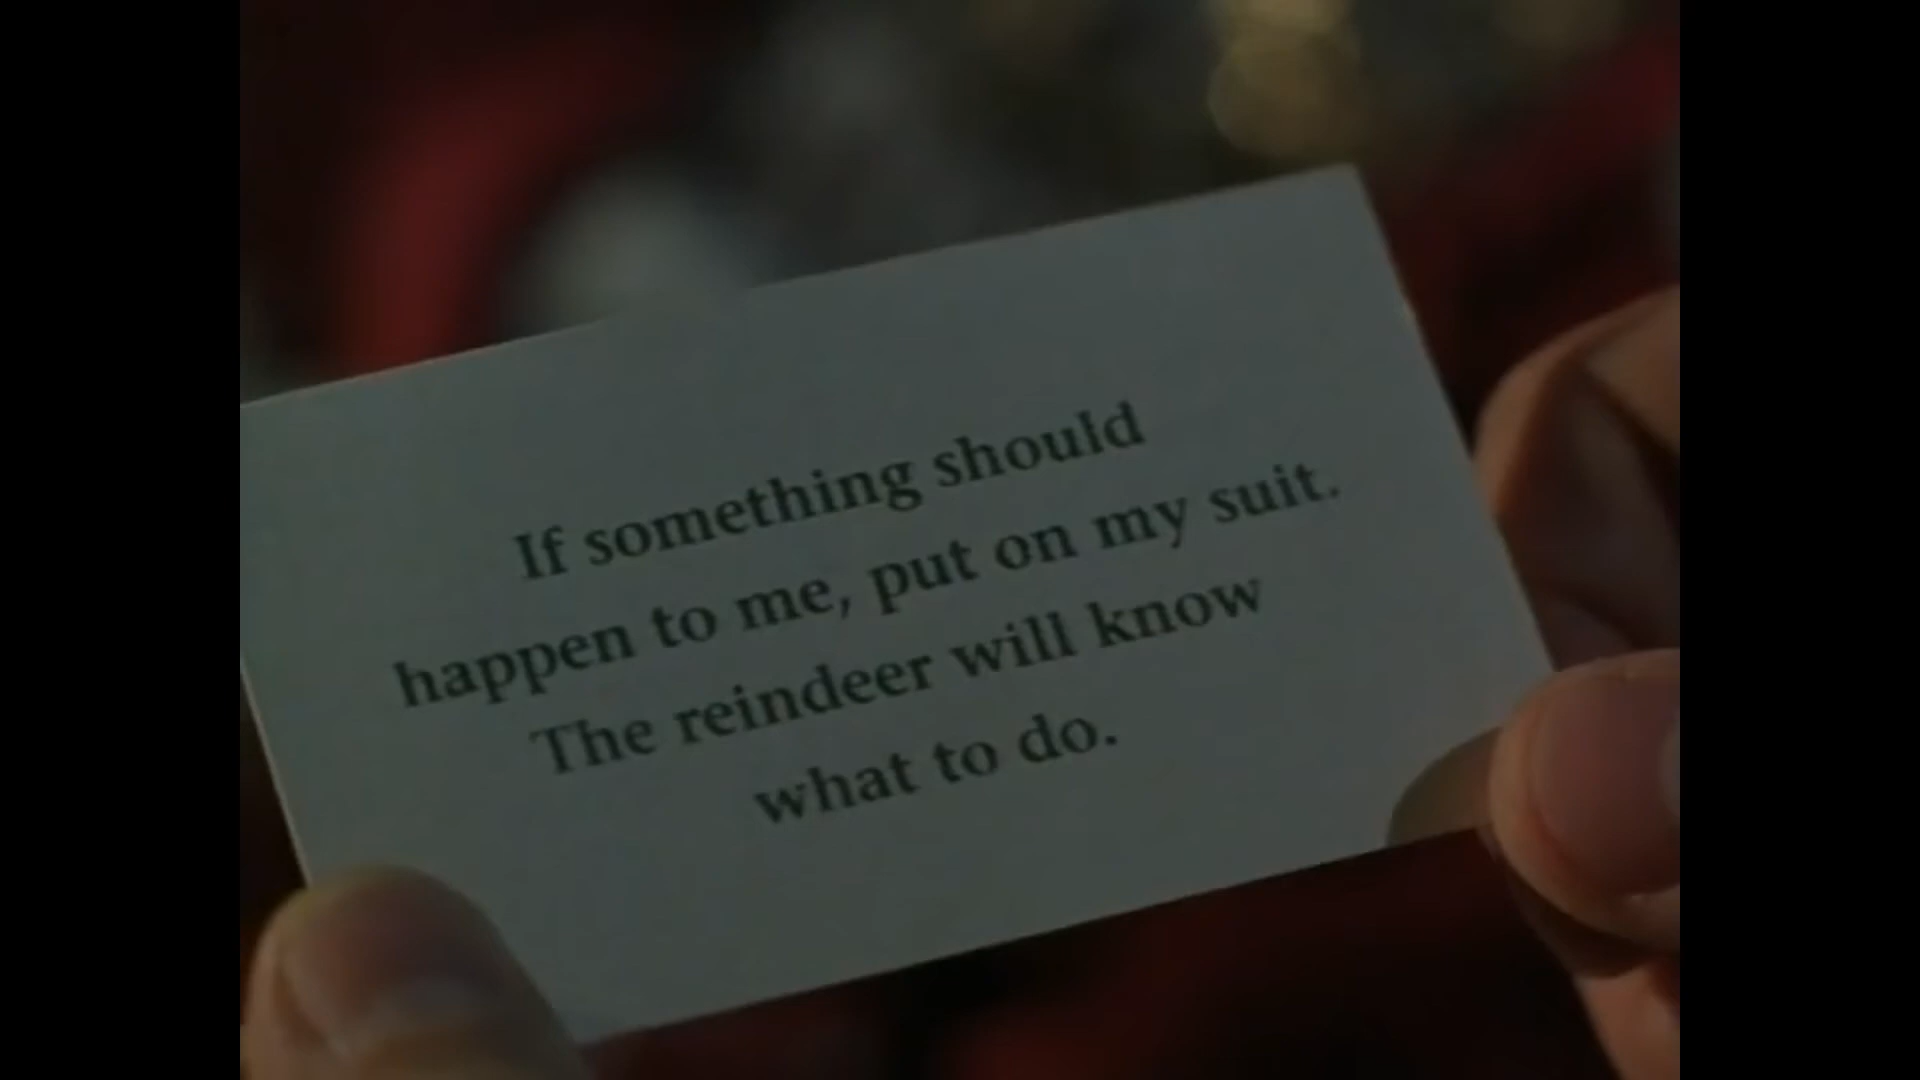 If something should
happen to me, put on my suit.
The reindeer will know
what to do.